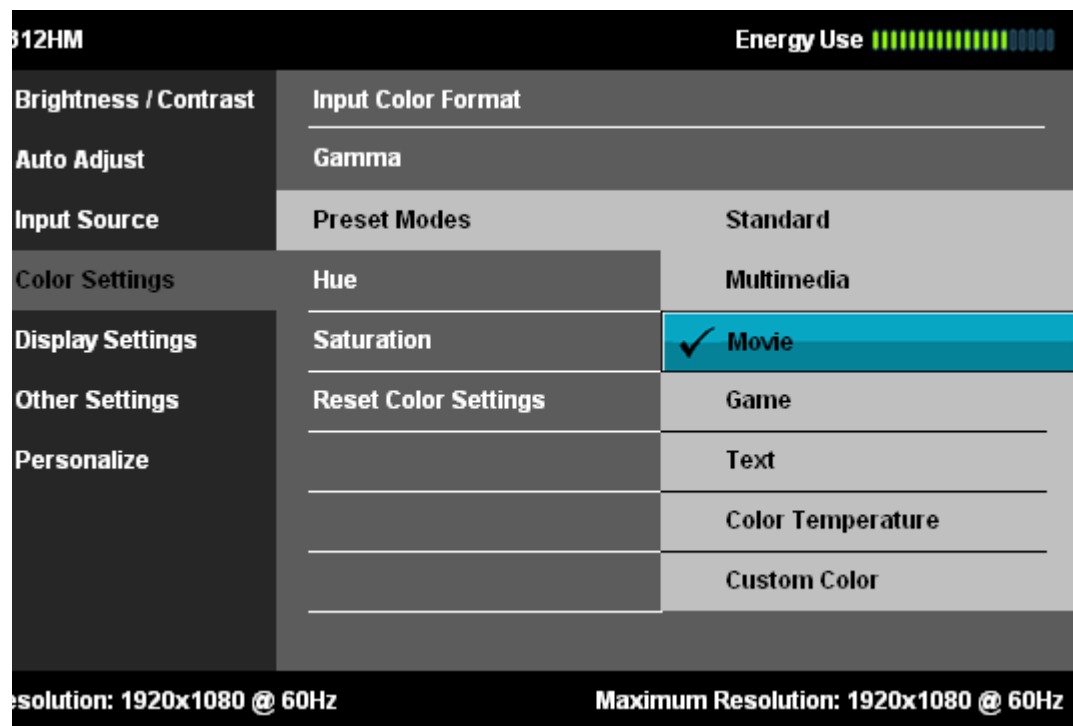 312HM Energy Use
Brightness / Contrast Input Color Format
Auto Adjust Gamma
Input Source Preset Modes Standard
Color Settings Hue Multimedia
Display Settings Saturation Movie
Other Settings Reset Color Settings Game
Personalize Text
Color Temperature
Custom Color
esolution: 1920x1080 @ 60Hz Maximum Resolution: 1920x1080 @ 60Hz